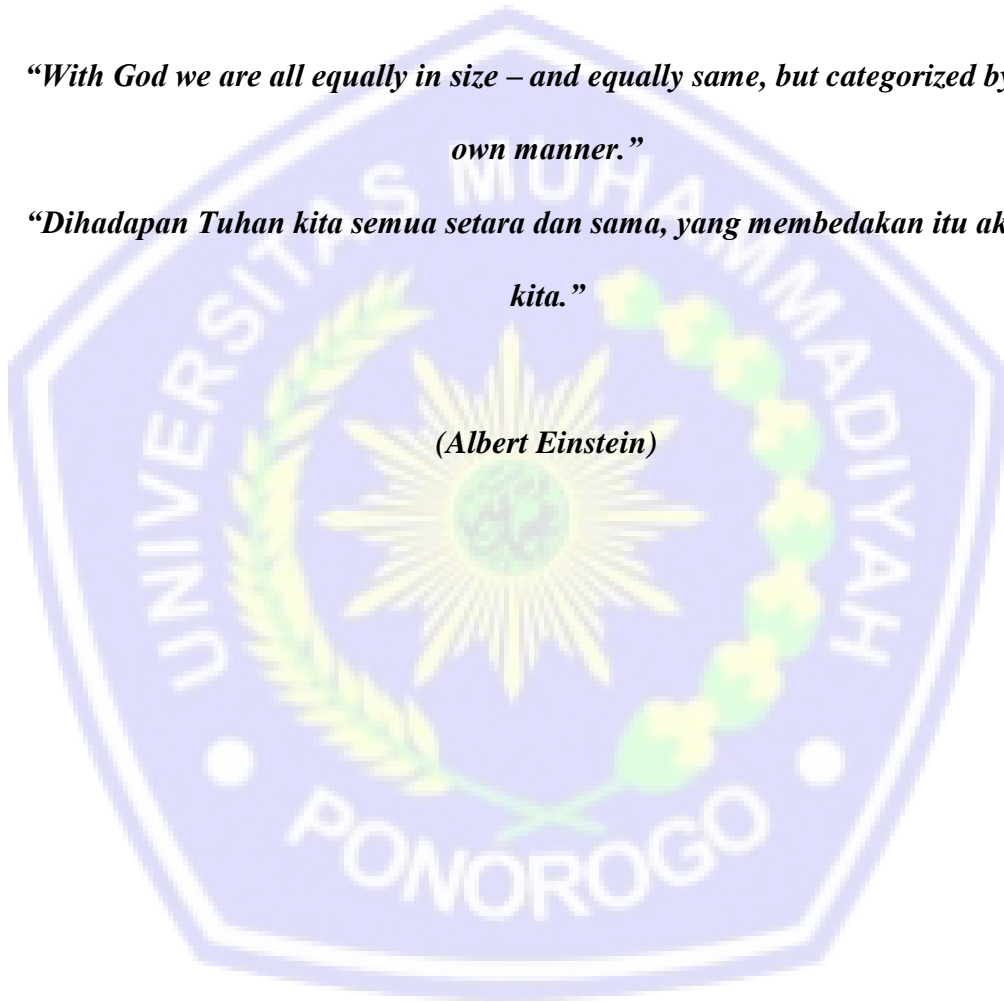 “With God we are all equally in size – and equally same, but categorized by
own manner.”
“Dihadapan Tuhan kita semua setara dan sama, yang membedakan itu
kita.”
(Albert Einstein)
UNIVERSITAS MUHAMMADIYAH
PONOROGO